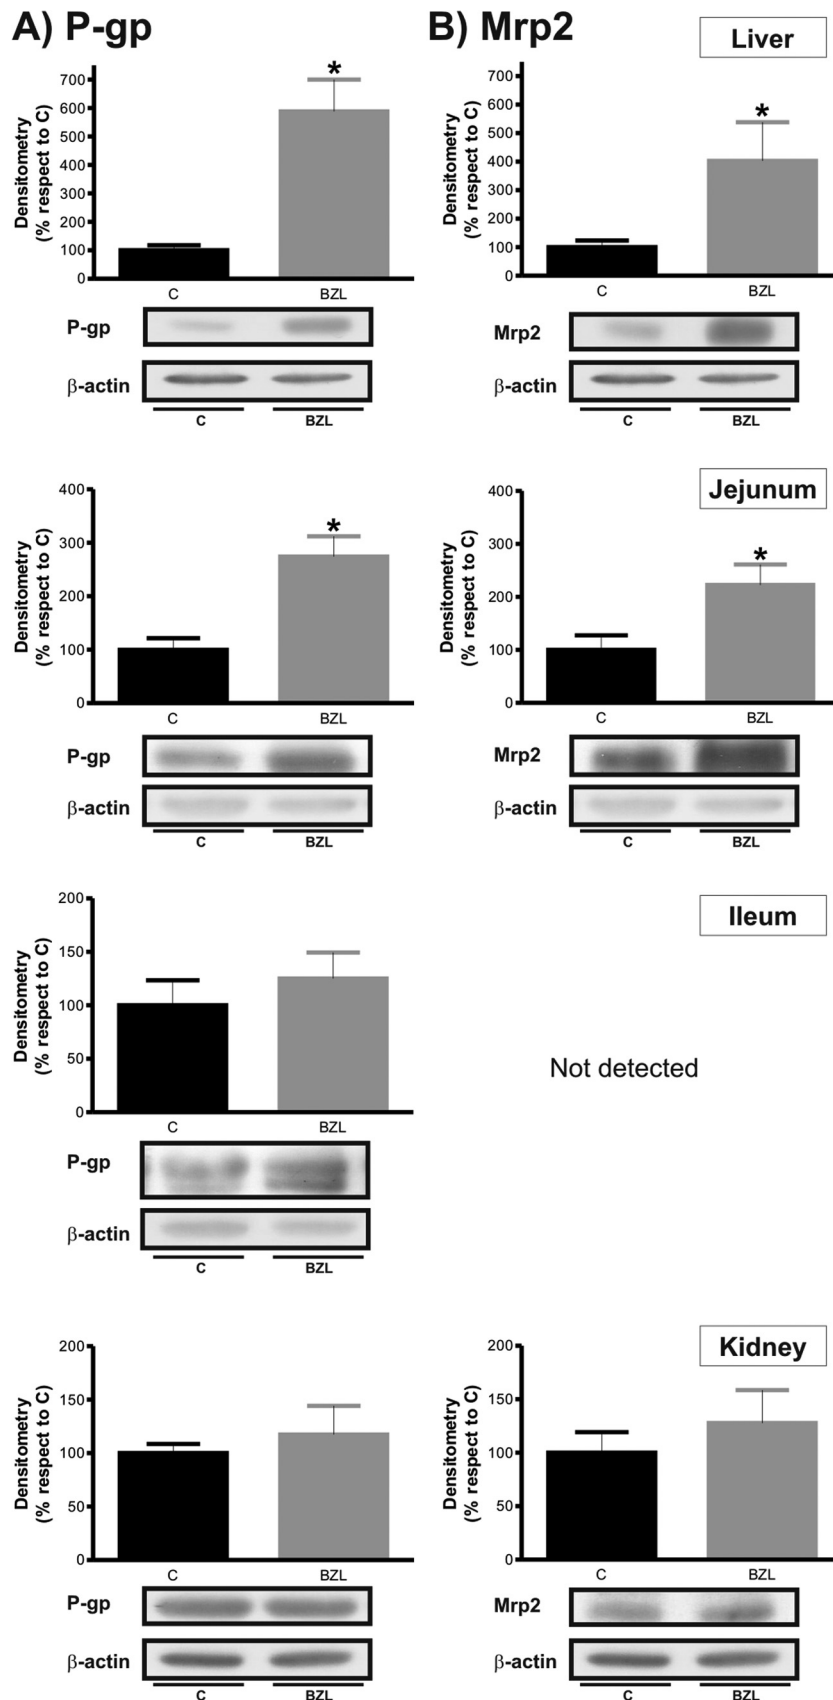 A) P-gp
B) Mrp2
Liver
Densitometry
(% respect to C)
700
600
500
400
300
200
100
0
*
C
BZL
P-gp
β-actin
C
BZL
Densitometry
(% respect to C)
700
600
500
400
300
200
100
0
*
C
BZL
Mrp2
β-actin
C
BZL
Jejunum
Densitometry
(% respect to C)
400
300
200
100
0
*
C
BZL
P-gp
β-actin
C
BZL
Densitometry
(% respect to C)
400
300
200
100
0
*
C
BZL
Mrp2
β-actin
C
BZL
Ileum
Densitometry
(% respect to C)
200
150
100
50
0
C
BZL
P-gp
β-actin
C
BZL
Not detected
Kidney
Densitometry
(% respect to C)
200
150
100
50
0
C
BZL
P-gp
β-actin
C
BZL
Densitometry
(% respect to C)
200
150
100
50
0
C
BZL
Mrp2
β-actin
C
BZL